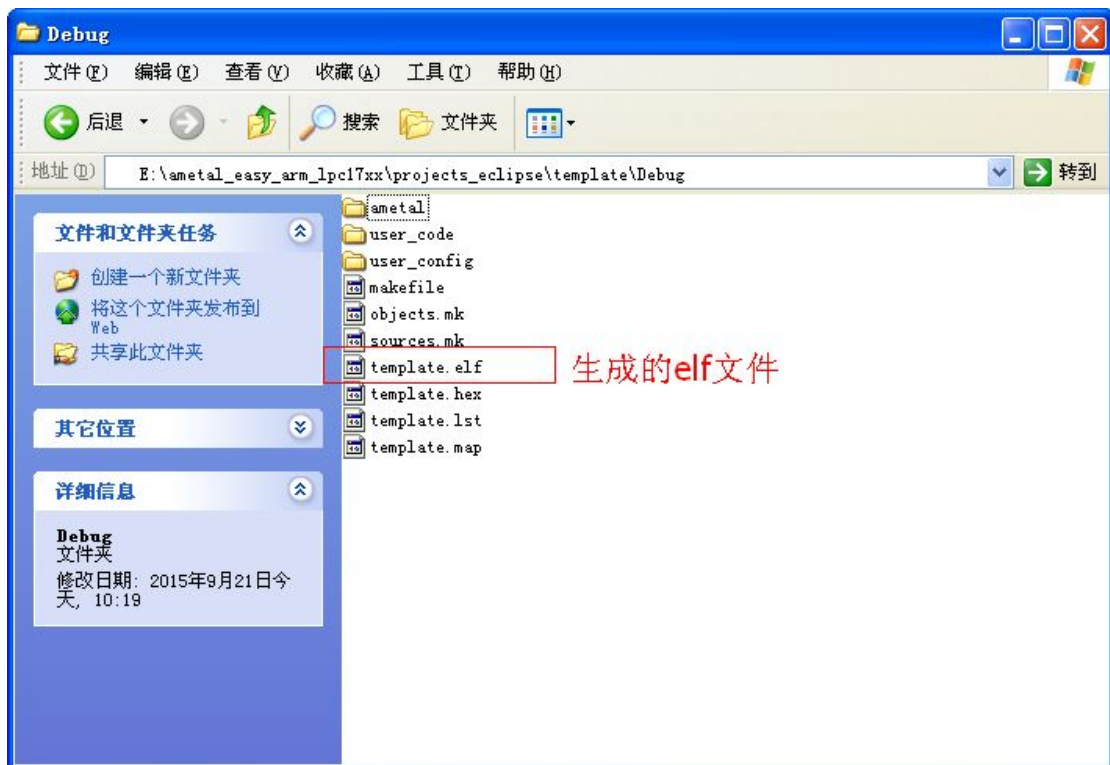 Debug
文件(F) 编辑(E) 查看(V) 收藏(A) 工具(T) 帮助(H)
后退 搜索 文件夹
地址(D) E:\ametal_easy_arm_lpc17xx\projects_eclipse\template\Debug 转到
文件和文件夹任务
创建一个新文件夹
将这个文件夹发布到
Web
共享此文件夹
其它位置
详细信息
Debug
文件夹
修改日期: 2015年9月21日今
天, 10:19
ametal
user_code
user_config
makefile
objects.mk
sources.mk
template.elf 生成的elf文件
template.hex
template.lst
template.map